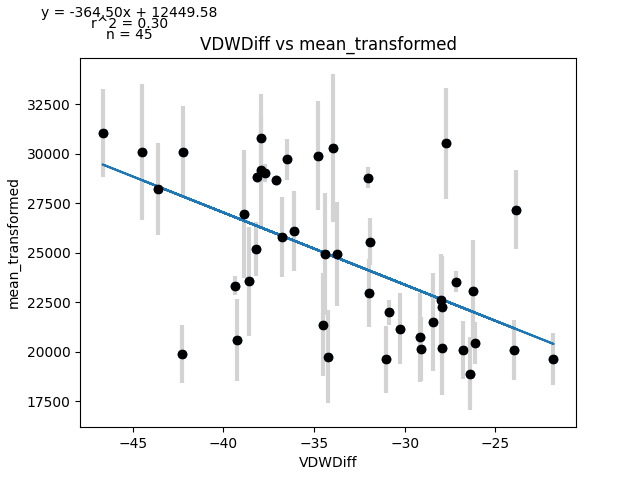 y = -364.50x + 12449.58
r^2 = 0.30
n = 45
VDWDiff vs mean_transformed
mean_transformed
32500
30000
27500
25000
22500
20000
17500
−45
−40
−35
−30
−25
VDWDiff